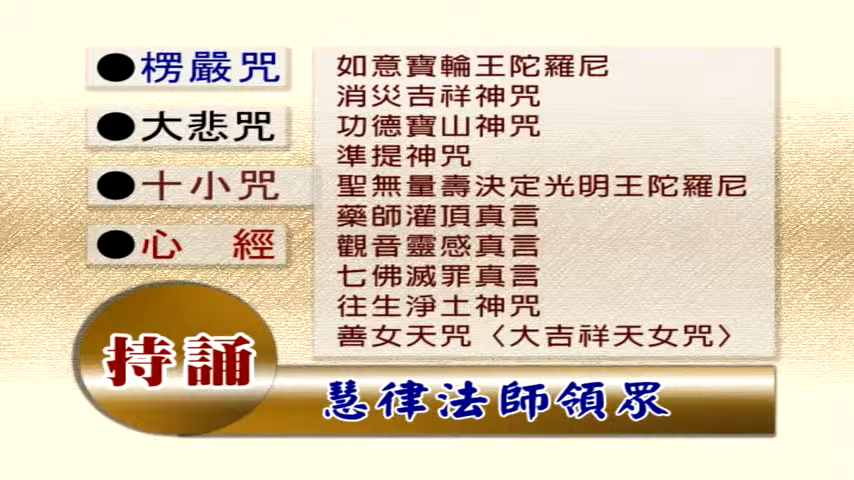 ●楞嚴咒
●大悲咒
●十小咒
●心 經
如意寶輪王陀羅尼
消災吉祥神咒
功德寶山神咒
準提神咒
聖無量壽決定光明王陀羅尼
藥師灌頂真言
觀音靈感真言
七佛滅罪真言
往生淨土神咒
善女天咒〈大吉祥天女咒〉
持誦
慧律法師領眾